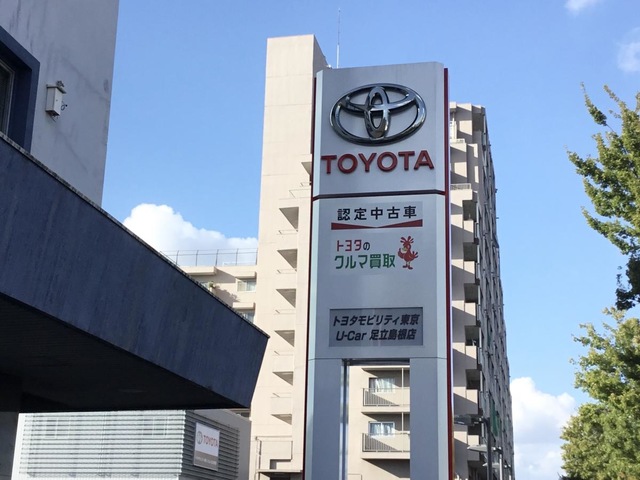 TOYOTA
認定中古車
トヨタの
クルマ買取
トヨタモビリティ東京
U-Car 足立島根店
TOYOTA